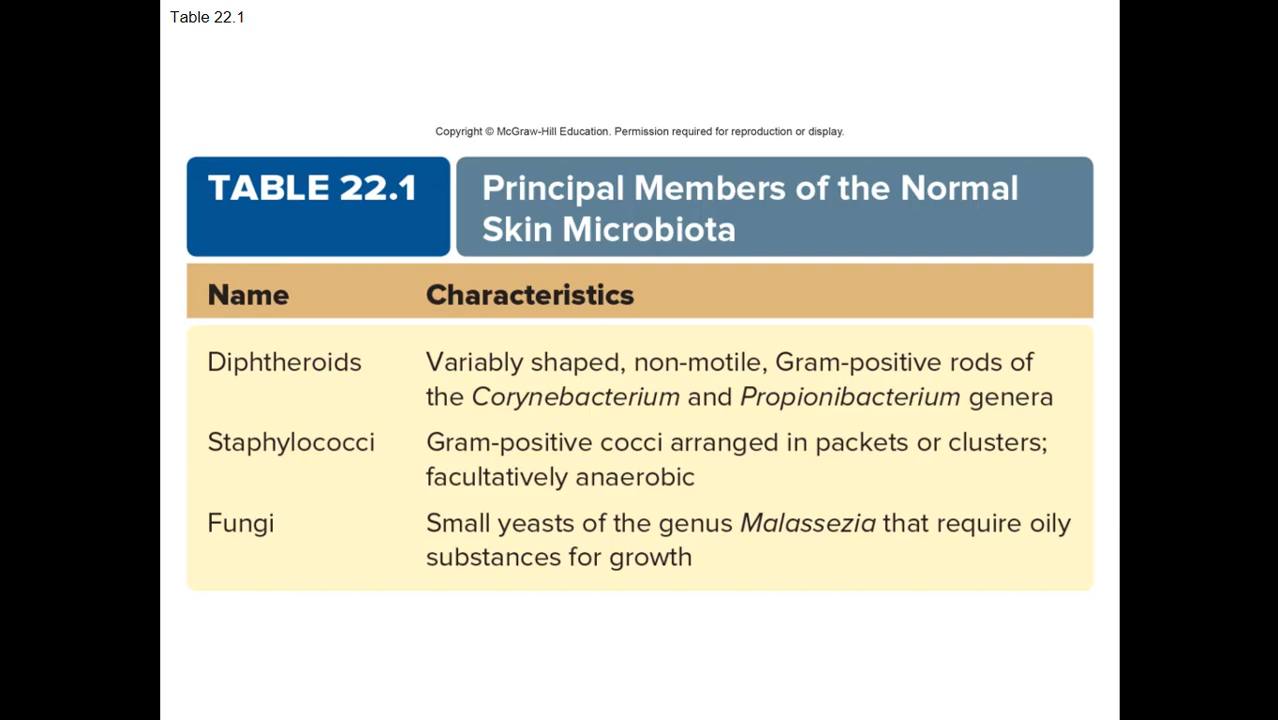 Table 22.1
Copyright © McGraw-Hill Education. Permission required for reproduction or display.
TABLE 22.1
Principal Members of the Normal
Skin Microbiota
Name Characteristics
Diphtheroids Variably shaped, non-motile, Gram-positive rods of
the Corynebacterium and Propionibacterium genera
Staphylococci Gram-positive cocci arranged in packets or clusters;
facultatively anaerobic
Fungi Small yeasts of the genus Malassezia that require oily
substances for growth